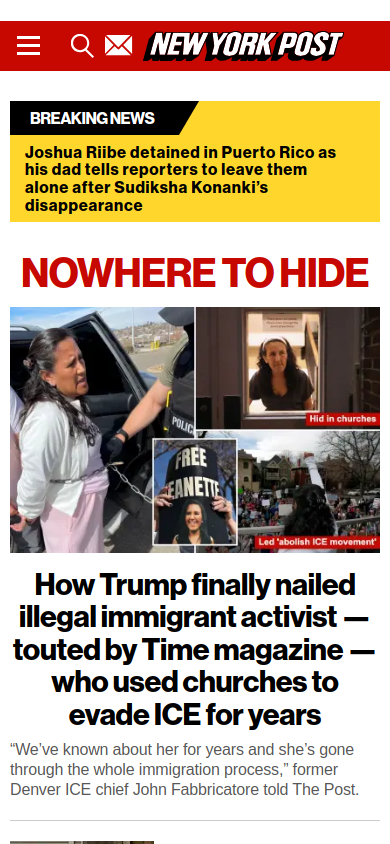 NEW YORK POST
BREAKING NEWS
Joshua Riibe detained in Puerto Rico as
his dad tells reporters to leave them
alone after Sudiksha Konanki’s
disappearance
NOWHERE TO HIDE
Hid in churches
POLICE
FREE
JEANETTE
Led 'abolish ICE movement'
How Trump finally nailed
illegal immigrant activist —
touted by Time magazine —
who used churches to
evade ICE for years
“We’ve known about her for years and she’s gone
through the whole immigration process,” former
Denver ICE chief John Fabbricatore told The Post.